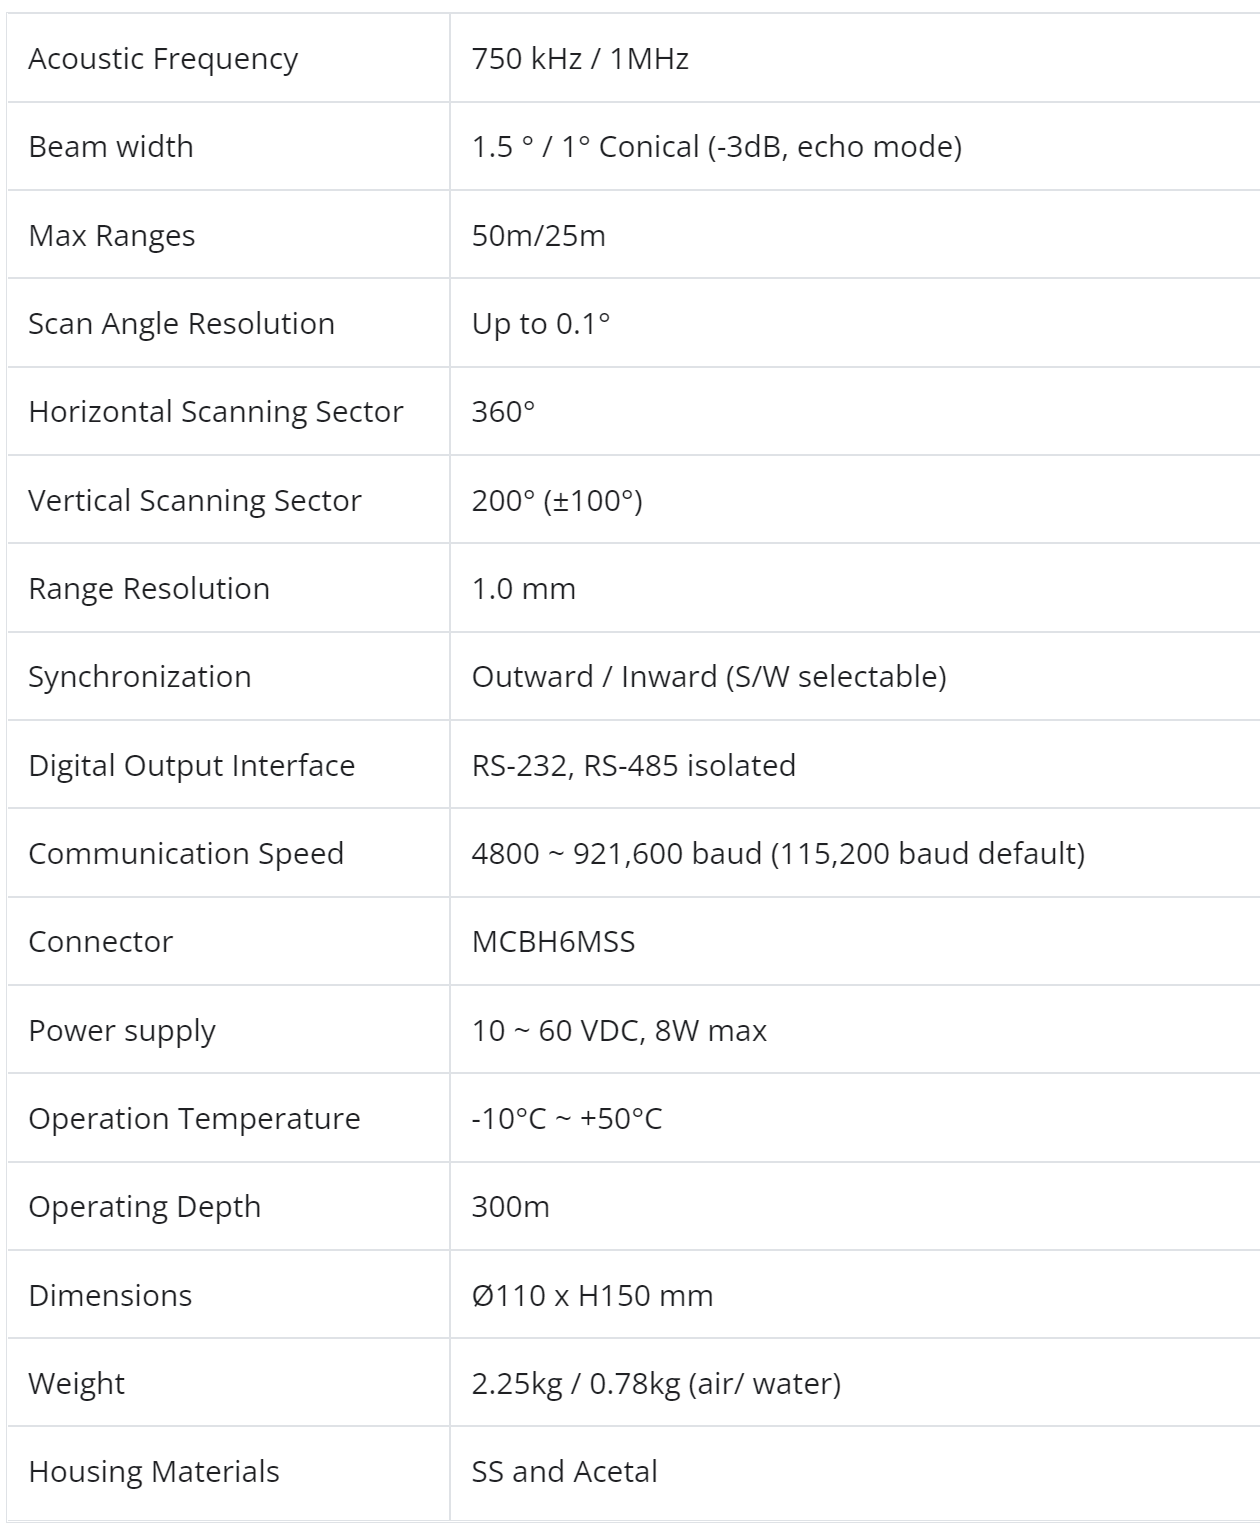 Acoustic Frequency 750 kHz / 1MHz
Beam width 1.5 ° / 1° Conical (-3dB, echo mode)
Max Ranges 50m/25m
Scan Angle Resolution Up to 0.1°
Horizontal Scanning Sector 360°
Vertical Scanning Sector 200° (±100°)
Range Resolution 1.0 mm
Synchronization Outward / Inward (S/W selectable)
Digital Output Interface RS-232, RS-485 isolated
Communication Speed 4800 ~ 921,600 baud (115,200 baud default)
Connector MCBH6MSS
Power supply 10 ~ 60 VDC, 8W max
Operation Temperature -10°C ~ +50°C
Operating Depth 300m
Dimensions Ø110 x H150 mm
Weight 2.25kg / 0.78kg (air/ water)
Housing Materials SS and Acetal